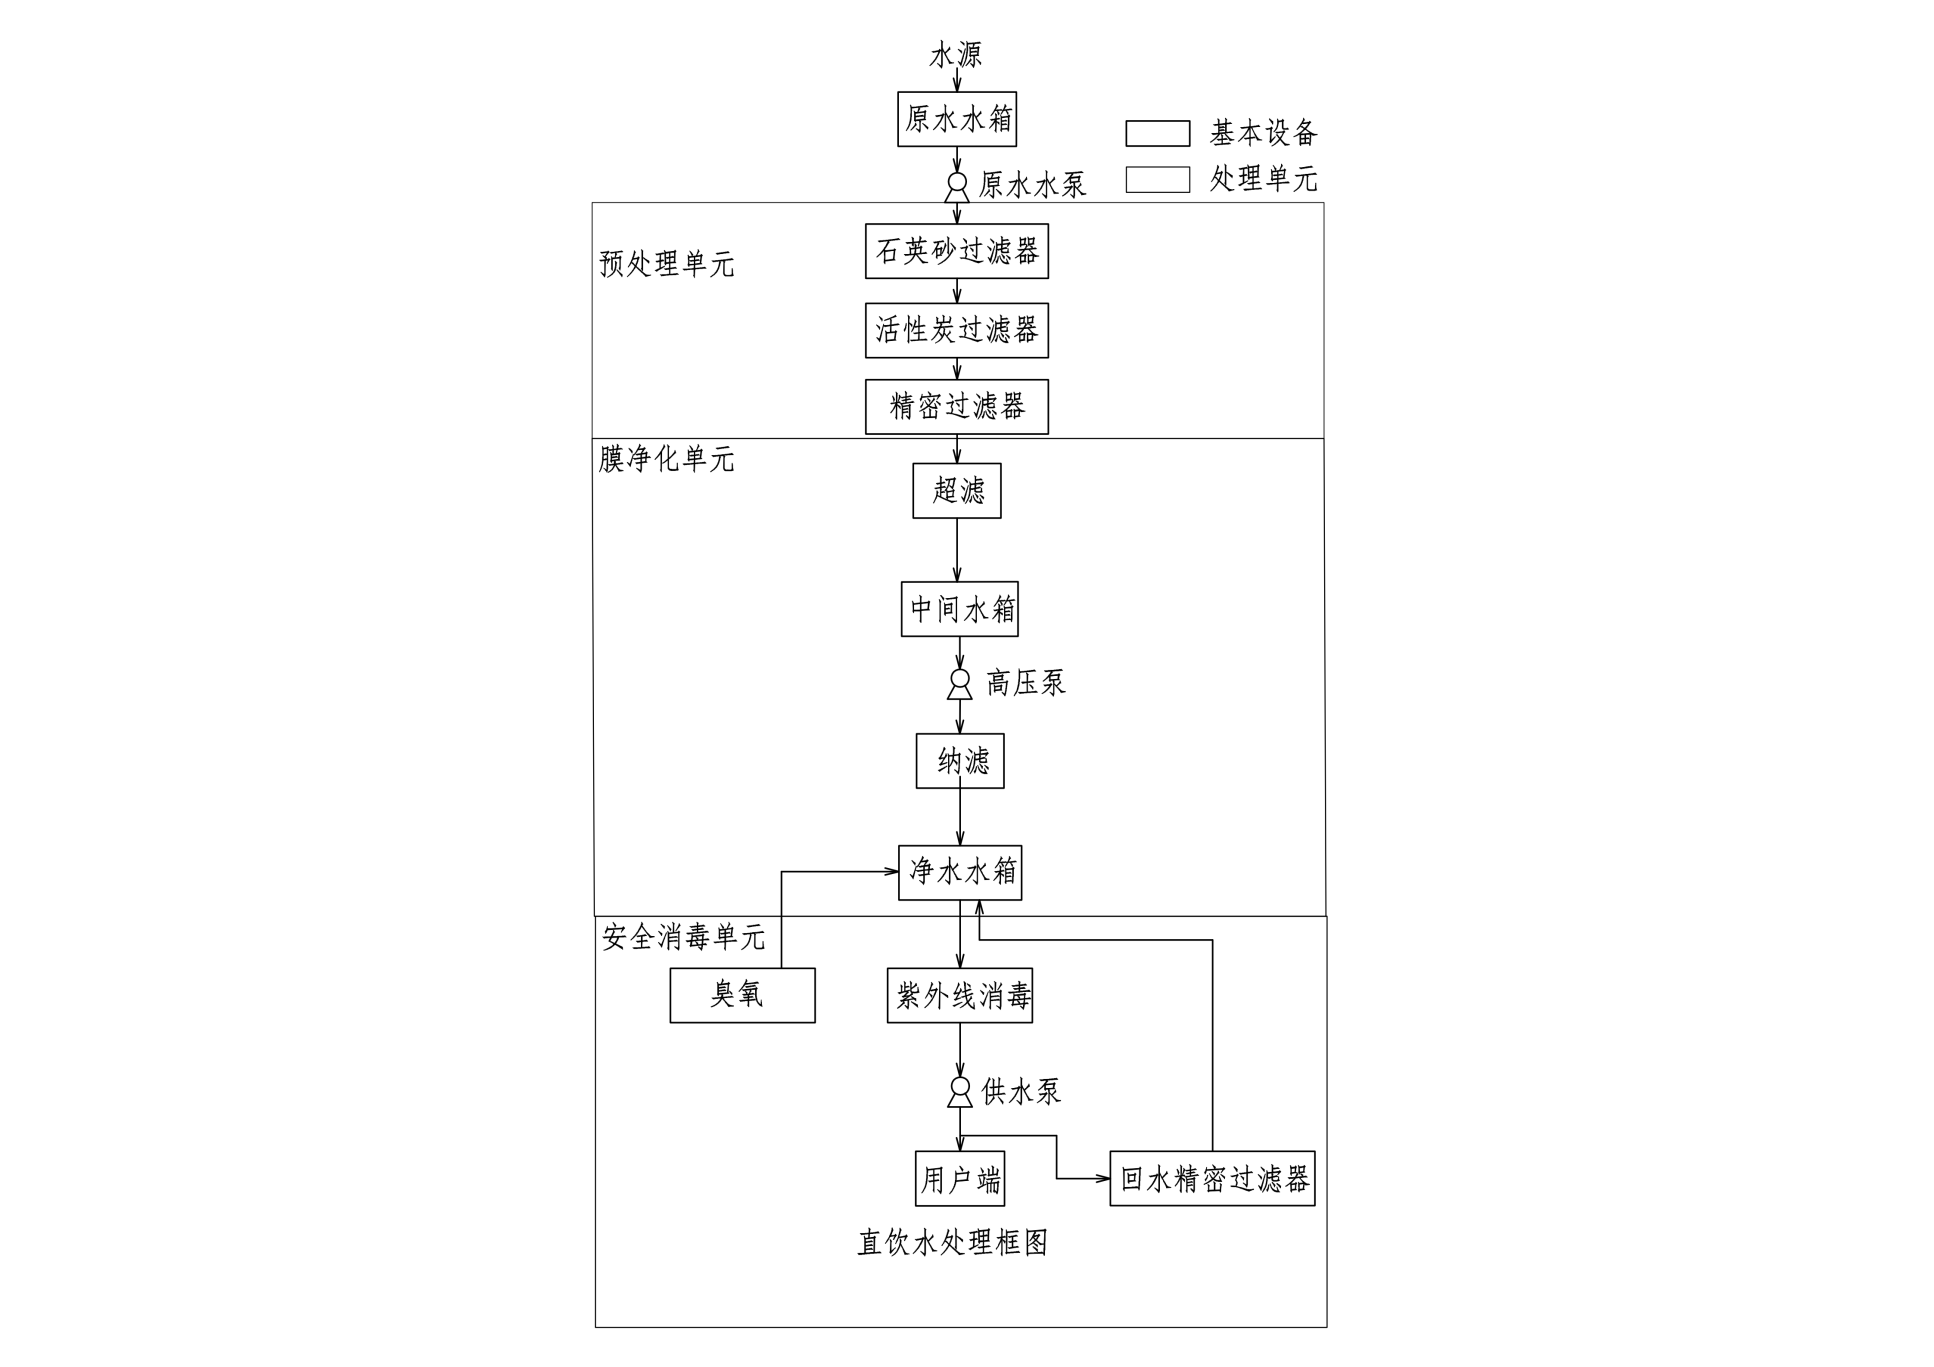 水源
原水水箱
基本设备
原水水泵
处理单元
石英砂过滤器
预处理单元
活性炭过滤器
精密过滤器
膜净化单元
超滤
中间水箱
高压泵
纳滤
净水水箱
安全消毒单元
臭氧
紫外线消毒
供水泵
用户端
回水精密过滤器
直饮水处理框图